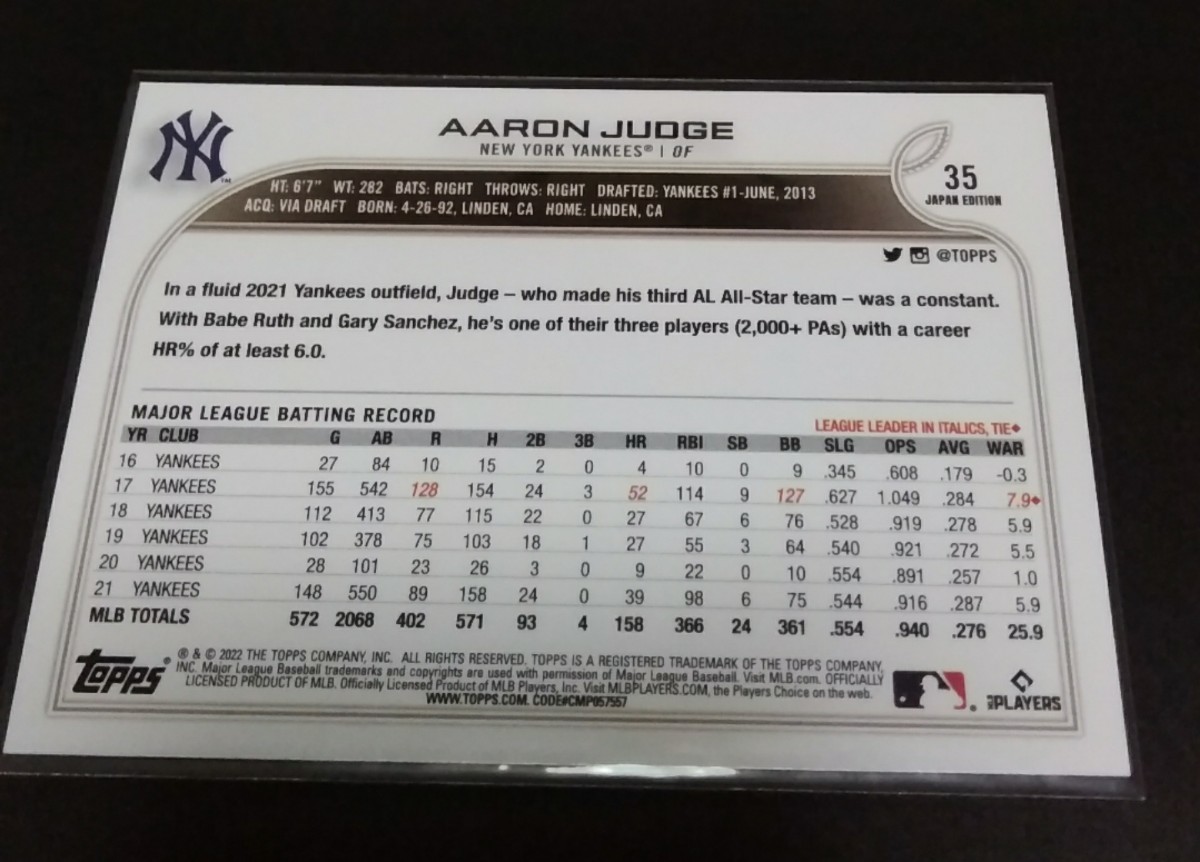 NY
AARON JUDGE
NEW YORK YANKEES® | OF
HT: 6'7" WT: 282 BATS: RIGHT THROWS: RIGHT DRAFTED: YANKEES #1-JUNE, 2013
ACQ: VIA DRAFT BORN: 4-26-92, LINDEN, CA HOME: LINDEN, CA
35
JAPAN EDITION
@TOPPS
In a fluid 2021 Yankees outfield, Judge – who made his third AL All-Star team – was a constant.
With Babe Ruth and Gary Sanchez, he's one of their three players (2,000+ PAs) with a career
HR% of at least 6.0.
MAJOR LEAGUE BATTING RECORD
LEAGUE LEADER IN ITALICS, TIE◆
YR CLUB G AB R H 2B 3B HR RBI SB BB SLG OPS AVG WAR
16 YANKEES 27 84 10 15 2 0 4 10 0 9 .345 .608 .179 -0.3
17 YANKEES 155 542 128 154 24 3 52 114 9 127 .627 1.049 .284 7.9◆
18 YANKEES 112 413 77 115 22 0 27 67 6 76 .528 .919 .278 5.9
19 YANKEES 102 378 75 103 18 1 27 55 3 64 .540 .921 .272 5.5
20 YANKEES 28 101 23 26 3 0 9 22 0 10 .554 .891 .257 1.0
21 YANKEES 148 550 89 158 24 0 39 98 6 75 .544 .916 .287 5.9
MLB TOTALS 572 2068 402 571 93 4 158 366 24 361 .554 .940 .276 25.9
topps®
® & © 2022 THE TOPPS COMPANY, INC. ALL RIGHTS RESERVED. TOPPS IS A REGISTERED TRADEMARK OF THE TOPPS COMPANY,
INC. Major League Baseball trademarks and copyrights are used with permission of Major League Baseball. Visit MLB.com. OFFICIALLY
LICENSED PRODUCT OF MLB. Officially Licensed Product of MLB Players, Inc. Visit MLBPLAYERS.COM, the Players Choice on the web.
WWW.TOPPS.COM. CODE#CMP057557
PLAYERS